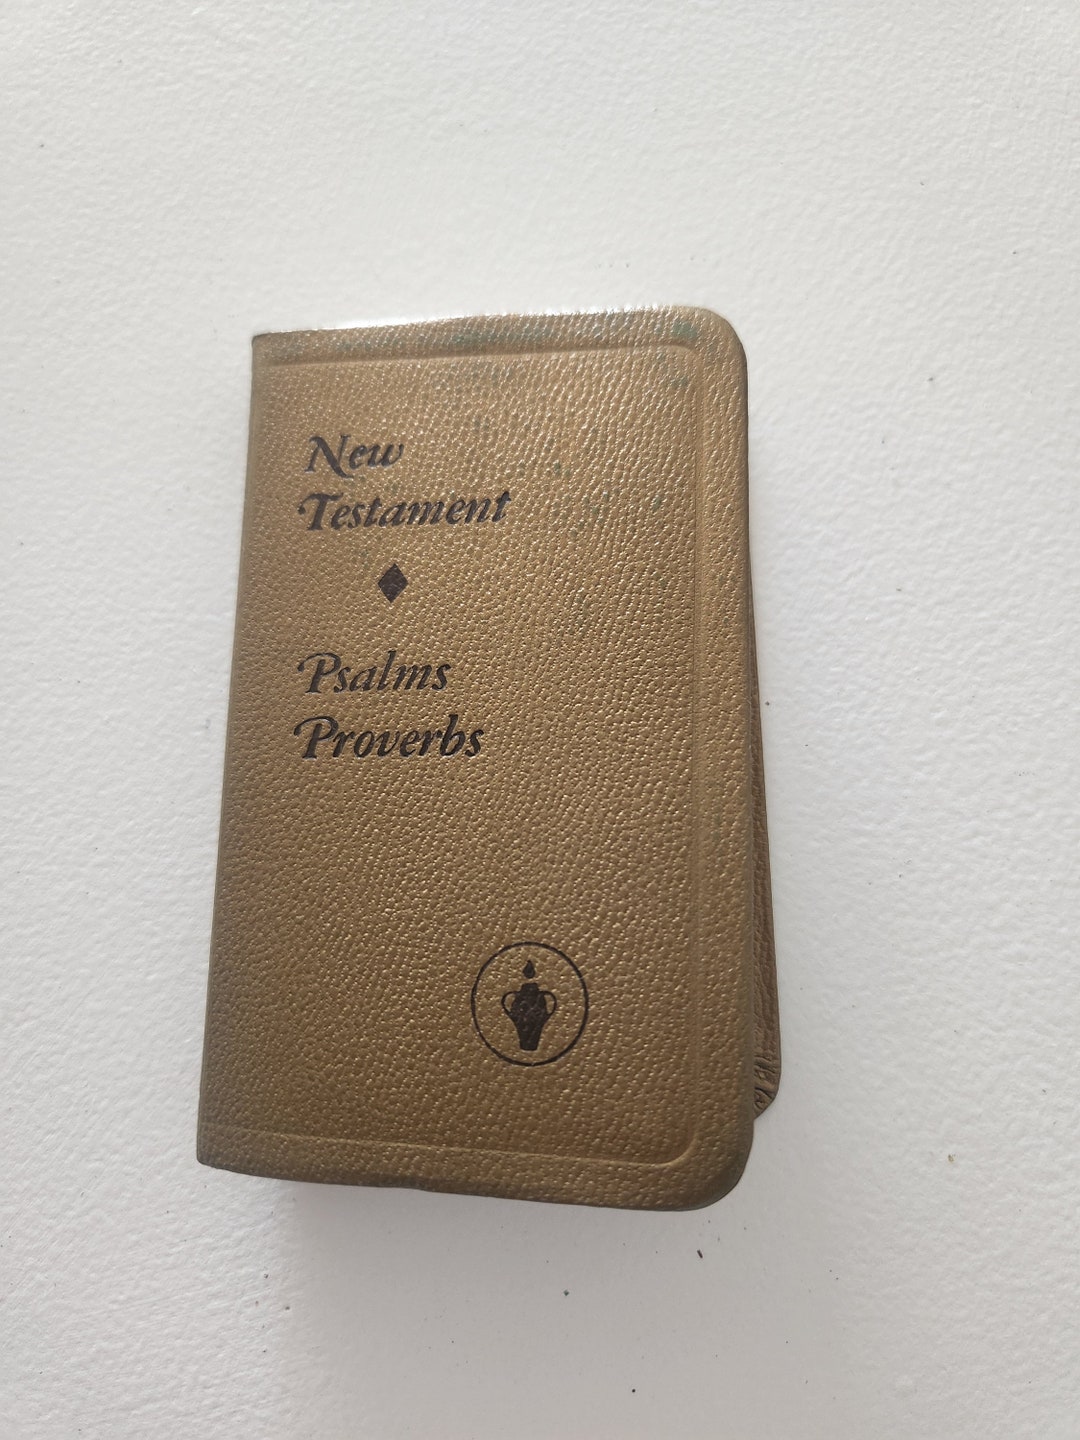 New
Testament
Psalms
Proverbs